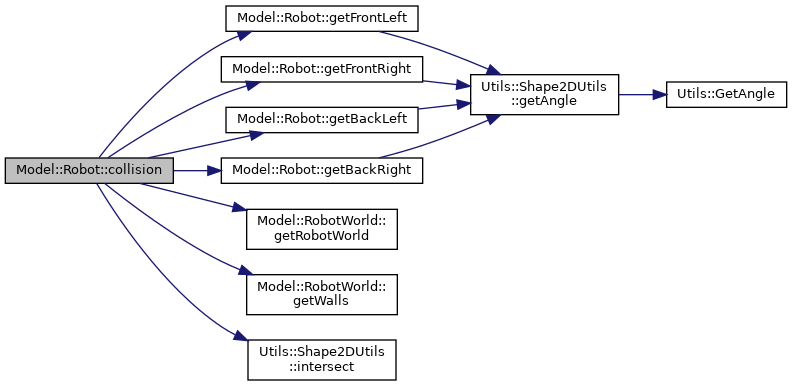 Model::Robot::collision
Model::Robot::getFrontLeft
Model::Robot::getFrontRight
Model::Robot::getBackLeft
Model::Robot::getBackRight
Model::RobotWorld::
getRobotWorld
Model::RobotWorld::
getWalls
Utils::Shape2DUtils
::intersect
Utils::Shape2DUtils
::getAngle
Utils::GetAngle